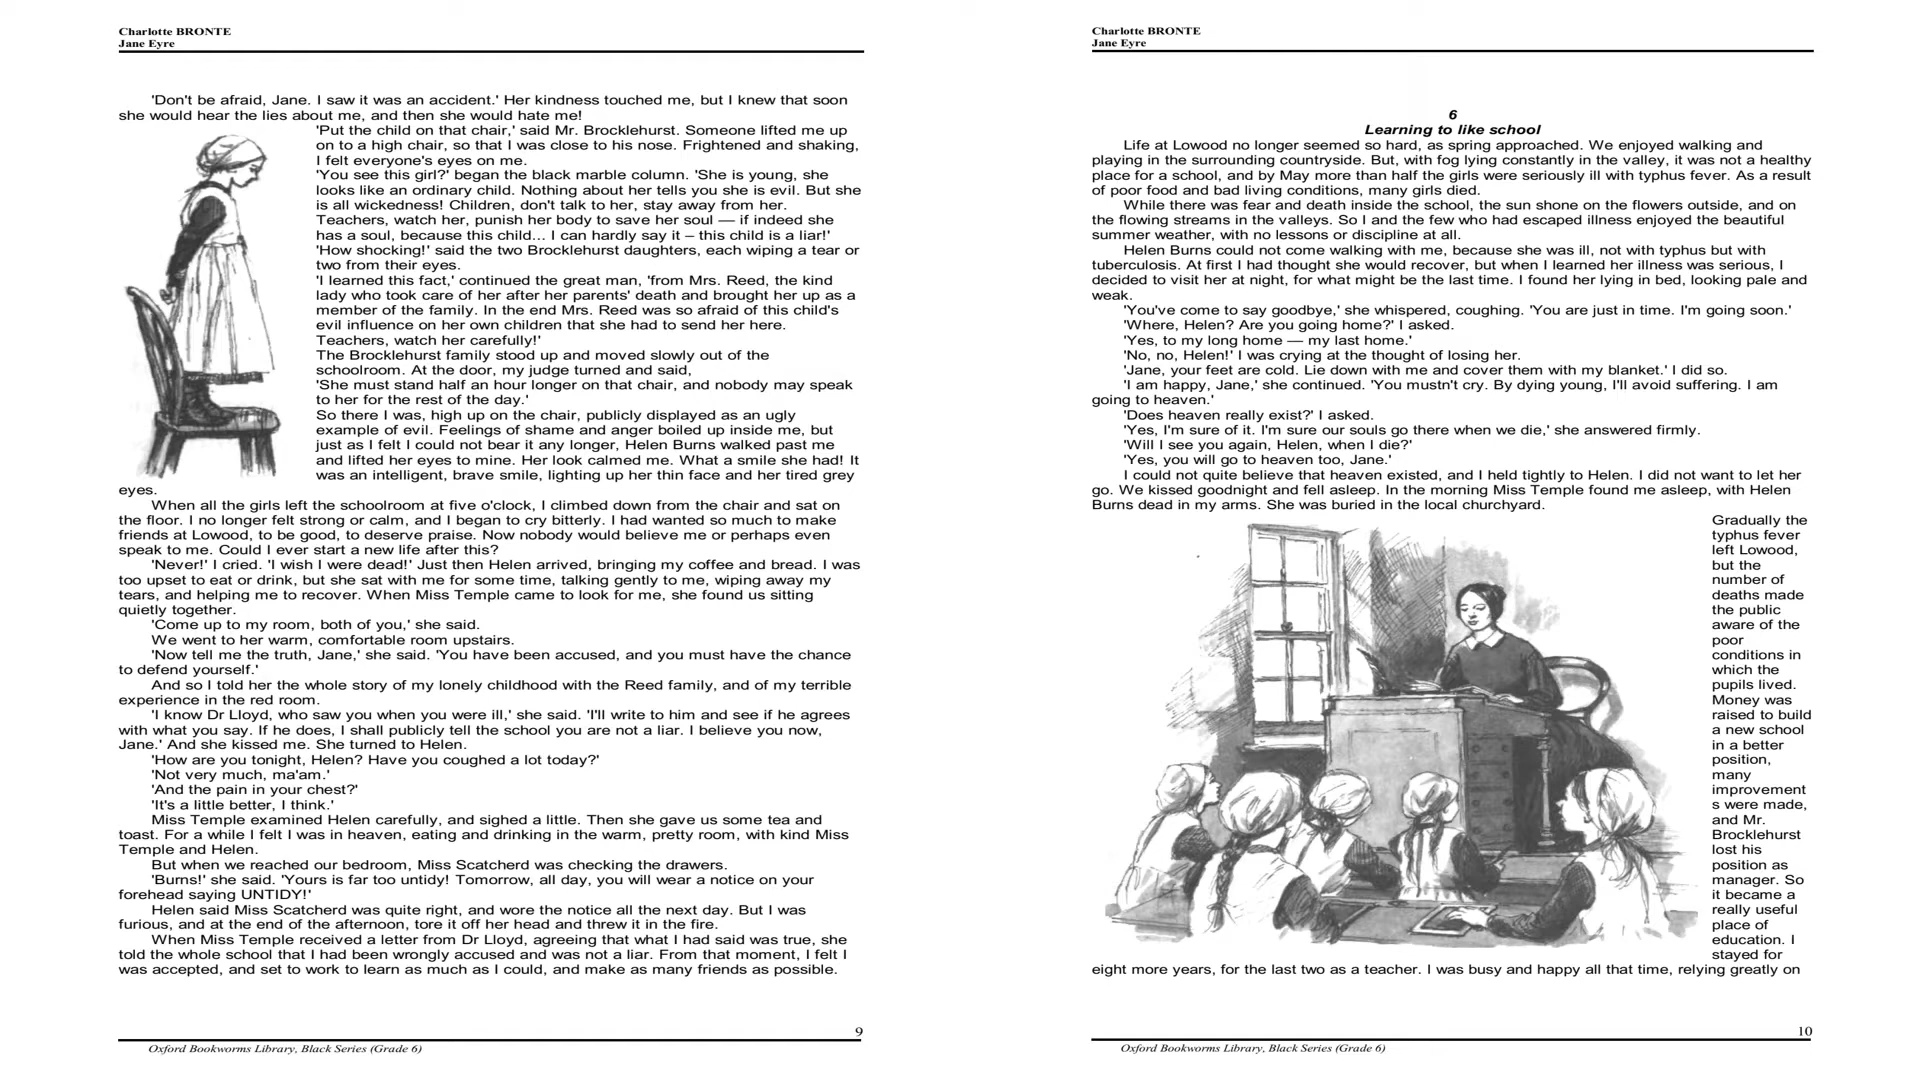 Charlotte BRONTE
Jane Eyre
'Don't be afraid, Jane. I saw it was an accident.' Her kindness touched me, but I knew that soon
she would hear the lies about me, and then she would hate me!
'Put the child on that chair,' said Mr. Brocklehurst. Someone lifted me up
on to a high chair, so that I was close to his nose. Frightened and shaking,
I felt everyone's eyes on me.
'You see this girl?' began the black marble column. 'She is young, she
looks like an ordinary child. Nothing about her tells you she is evil. But she
is all wickedness! Children, don't talk to her, stay away from her.
Teachers, watch her, punish her body to save her soul — if indeed she
has a soul, because this child... I can hardly say it – this child is a liar!'
'How shocking!' said the two Brocklehurst daughters, each wiping a tear or
two from their eyes.
'I learned this fact,' continued the great man, 'from Mrs. Reed, the kind
lady who took care of her after her parents' death and brought her up as a
member of the family. In the end Mrs. Reed was so afraid of this child's
evil influence on her own children that she had to send her here.
Teachers, watch her carefully!'
The Brocklehurst family stood up and moved slowly out of the
schoolroom. At the door, my judge turned and said,
'She must stand half an hour longer on that chair, and nobody may speak
to her for the rest of the day.'
So there I was, high up on the chair, publicly displayed as an ugly
example of evil. Feelings of shame and anger boiled up inside me, but
just as I felt I could not bear it any longer, Helen Burns walked past me
and lifted her eyes to mine. Her look calmed me. What a smile she had! It
was an intelligent, brave smile, lighting up her thin face and her tired grey
eyes.
When all the girls left the schoolroom at five o'clock, I climbed down from the chair and sat on
the floor. I no longer felt strong or calm, and I began to cry bitterly. I had wanted so much to make
friends at Lowood, to be good, to deserve praise. Now nobody would believe me or perhaps even
speak to me. Could I ever start a new life after this?
'Never!' I cried. 'I wish I were dead!' Just then Helen arrived, bringing my coffee and bread. I was
too upset to eat or drink, but she sat with me for some time, talking gently to me, wiping away my
tears, and helping me to recover. When Miss Temple came to look for me, she found us sitting
quietly together.
'Come up to my room, both of you,' she said.
We went to her warm, comfortable room upstairs.
'Now tell me the truth, Jane,' she said. 'You have been accused, and you must have the chance
to defend yourself.'
And so I told her the whole story of my lonely childhood with the Reed family, and of my terrible
experience in the red room.
'I know Dr Lloyd, who saw you when you were ill,' she said. 'I'll write to him and see if he agrees
with what you say. If he does, I shall publicly tell the school you are not a liar. I believe you now,
Jane.' And she kissed me. She turned to Helen.
'How are you tonight, Helen? Have you coughed a lot today?'
'Not very much, ma'am.'
'And the pain in your chest?'
'It's a little better, I think.'
Miss Temple examined Helen carefully, and sighed a little. Then she gave us some tea and
toast. For a while I felt I was in heaven, eating and drinking in the warm, pretty room, with kind Miss
Temple and Helen.
But when we reached our bedroom, Miss Scatcherd was checking the drawers.
'Burns!' she said. 'Yours is far too untidy! Tomorrow, all day, you will wear a notice on your
forehead saying UNTIDY!'
Helen said Miss Scatcherd was quite right, and wore the notice all the next day. But I was
furious, and at the end of the afternoon, tore it off her head and threw it in the fire.
When Miss Temple received a letter from Dr Lloyd, agreeing that what I had said was true, she
told the whole school that I had been wrongly accused and was not a liar. From that moment, I felt I
was accepted, and set to work to learn as much as I could, and make as many friends as possible.
9
Oxford Bookworms Library, Black Series (Grade 6)
Charlotte BRONTE
Jane Eyre
6
Learning to like school
Life at Lowood no longer seemed so hard, as spring approached. We enjoyed walking and
playing in the surrounding countryside. But, with fog lying constantly in the valley, it was not a healthy
place for a school, and by May more than half the girls were seriously ill with typhus fever. As a result
of poor food and bad living conditions, many girls died.
While there was fear and death inside the school, the sun shone on the flowers outside, and on
the flowing streams in the valleys. So I and the few who had escaped illness enjoyed the beautiful
summer weather, with no lessons or discipline at all.
Helen Burns could not come walking with me, because she was ill, not with typhus but with
tuberculosis. At first I had thought she would recover, but when I learned her illness was serious, I
decided to visit her at night, for what might be the last time. I found her lying in bed, looking pale and
weak.
'You've come to say goodbye,' she whispered, coughing. 'You are just in time. I'm going soon.'
'Where, Helen? Are you going home?' I asked.
'Yes, to my long home — my last home.'
'No, no, Helen!' I was crying at the thought of losing her.
'Jane, your feet are cold. Lie down with me and cover them with my blanket.' I did so.
'I am happy, Jane,' she continued. 'You mustn't cry. By dying young, I'll avoid suffering. I am
going to heaven.'
'Does heaven really exist?' I asked.
'Yes, I'm sure of it. I'm sure our souls go there when we die,' she answered firmly.
'Will I see you again, Helen, when I die?'
'Yes, you will go to heaven too, Jane.'
I could not quite believe that heaven existed, and I held tightly to Helen. I did not want to let her
go. We kissed goodnight and fell asleep. In the morning Miss Temple found me asleep, with Helen
Burns dead in my arms. She was buried in the local churchyard.
Gradually the
typhus fever
left Lowood,
but the
number of
deaths made
the public
aware of the
poor
conditions in
which the
pupils lived.
Money was
raised to build
a new school
in a better
position,
many
improvement
s were made,
and Mr.
Brocklehurst
lost his
position as
manager. So
it became a
really useful
place of
education. I
stayed for
eight more years, for the last two as a teacher. I was busy and happy all that time, relying greatly on
10
Oxford Bookworms Library, Black Series (Grade 6)